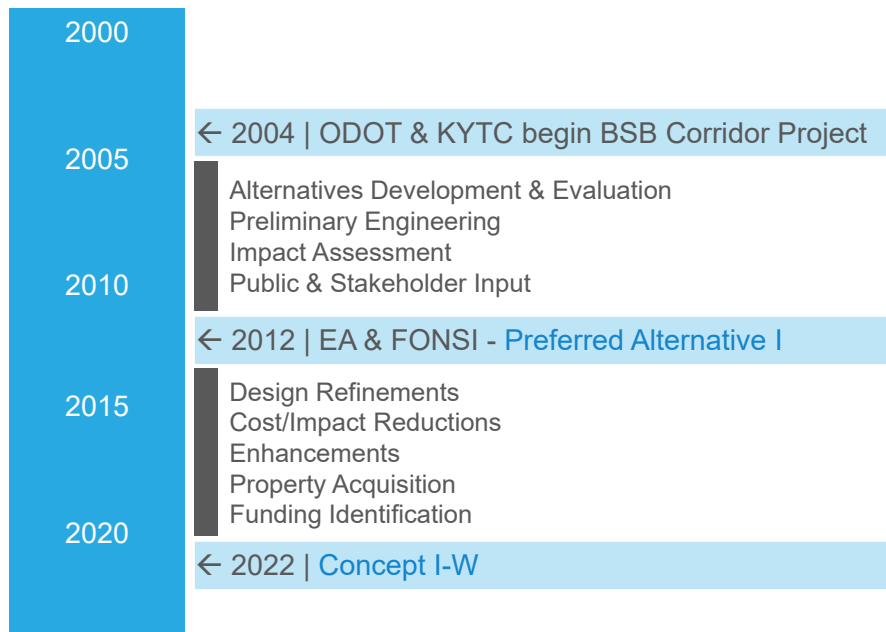 2000
← 2004 | ODOT & KYTC begin BSB Corridor Project
2005
Alternatives Development & Evaluation
Preliminary Engineering
Impact Assessment
Public & Stakeholder Input
2010
← 2012 | EA & FONSI - Preferred Alternative I
Design Refinements
2015
Cost/Impact Reductions
Enhancements
Property Acquisition
Funding Identification
2020
← 2022 | Concept I-W